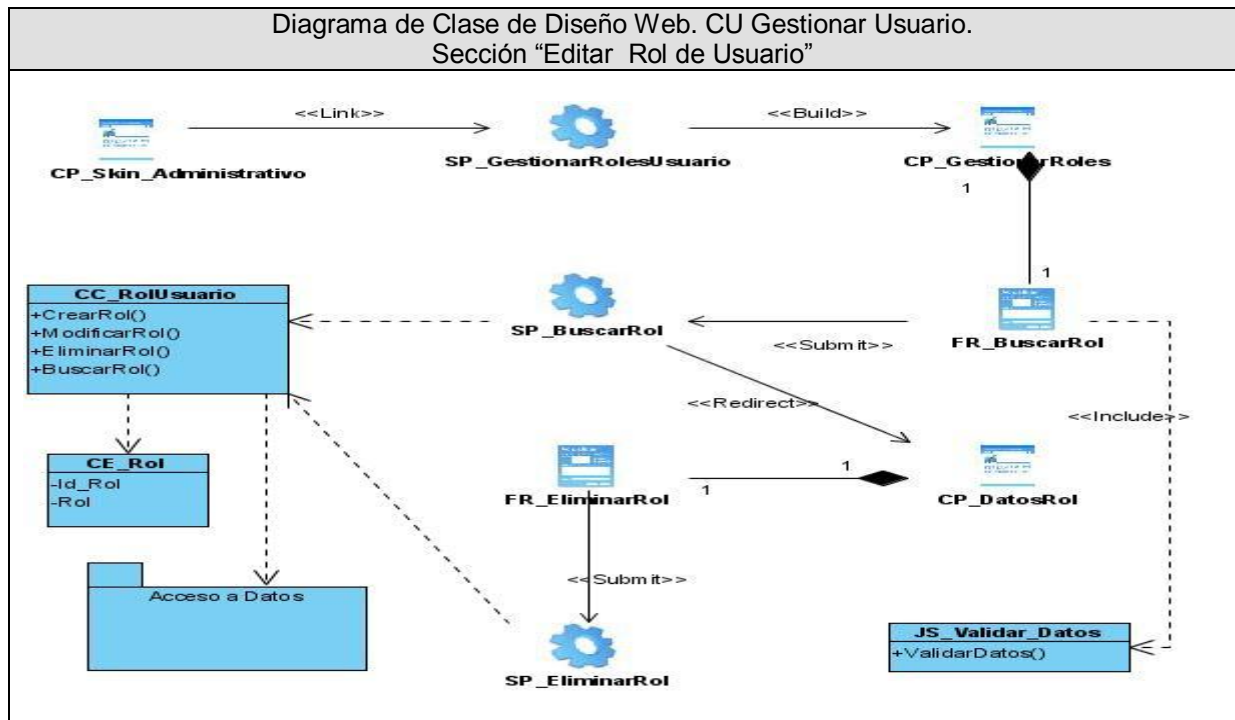 Diagrama de Clase de Diseño Web. CU Gestionar Usuario.
Sección “Editar Rol de Usuario”
<<Link>>
<<Build>>
CP_Skin_Administrativo
SP_GestionarRolesUsuario
CP_GestionarRoles
1
1
CC_RolUsuario
+CrearRol()
+ModificarRol()
+EliminarRol()
+BuscarRol()
SP_BuscarRol
<<Submit>>
FR_BuscarRol
<<Redirect>>
<<Include>>
CE_Rol
-Id_Rol
-Rol
FR_EliminarRol
1
1
CP_DatosRol
Acceso a Datos
<<Submit>>
SP_EliminarRol
JS_Validar_Datos
+ValidarDatos()